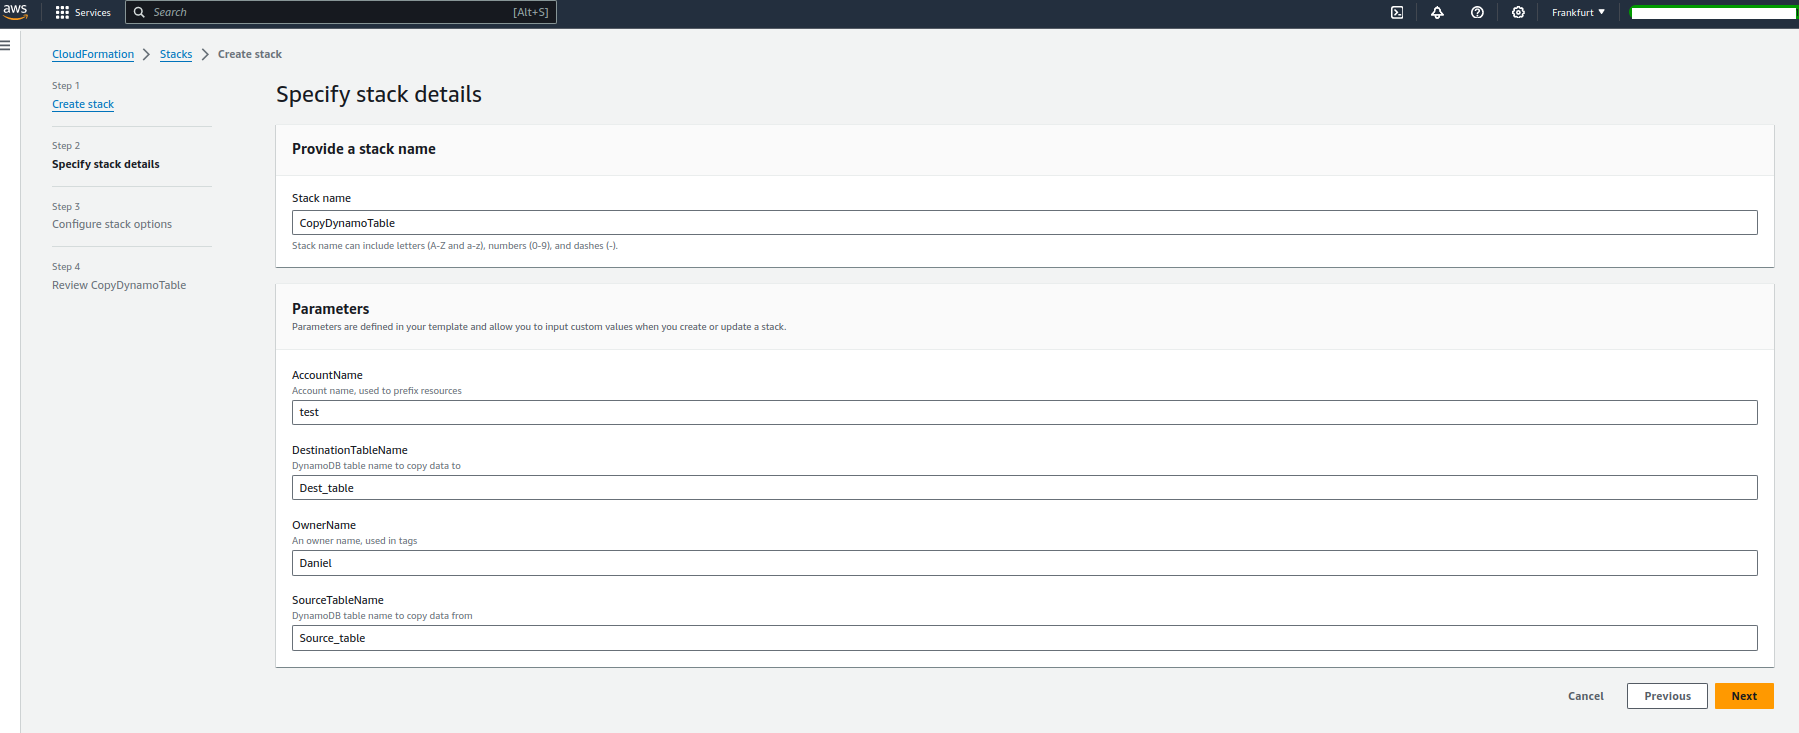 aws
Services
Search
[Alt+S]
Frankfurt
CloudFormation
Stacks
Create stack
Step 1
Create stack
Step 2
Specify stack details
Step 3
Configure stack options
Step 4
Review CopyDynamoTable
Specify stack details
Provide a stack name
Stack name
CopyDynamoTable
Stack name can include letters (A-Z and a-z), numbers (0-9), and dashes (-).
Parameters
Parameters are defined in your template and allow you to input custom values when you create or update a stack.
AccountName
Account name, used to prefix resources
test
DestinationTableName
DynamoDB table name to copy data to
Dest_table
OwnerName
An owner name, used in tags
Daniel
SourceTableName
DynamoDB table name to copy data from
Source_table
Cancel
Previous
Next